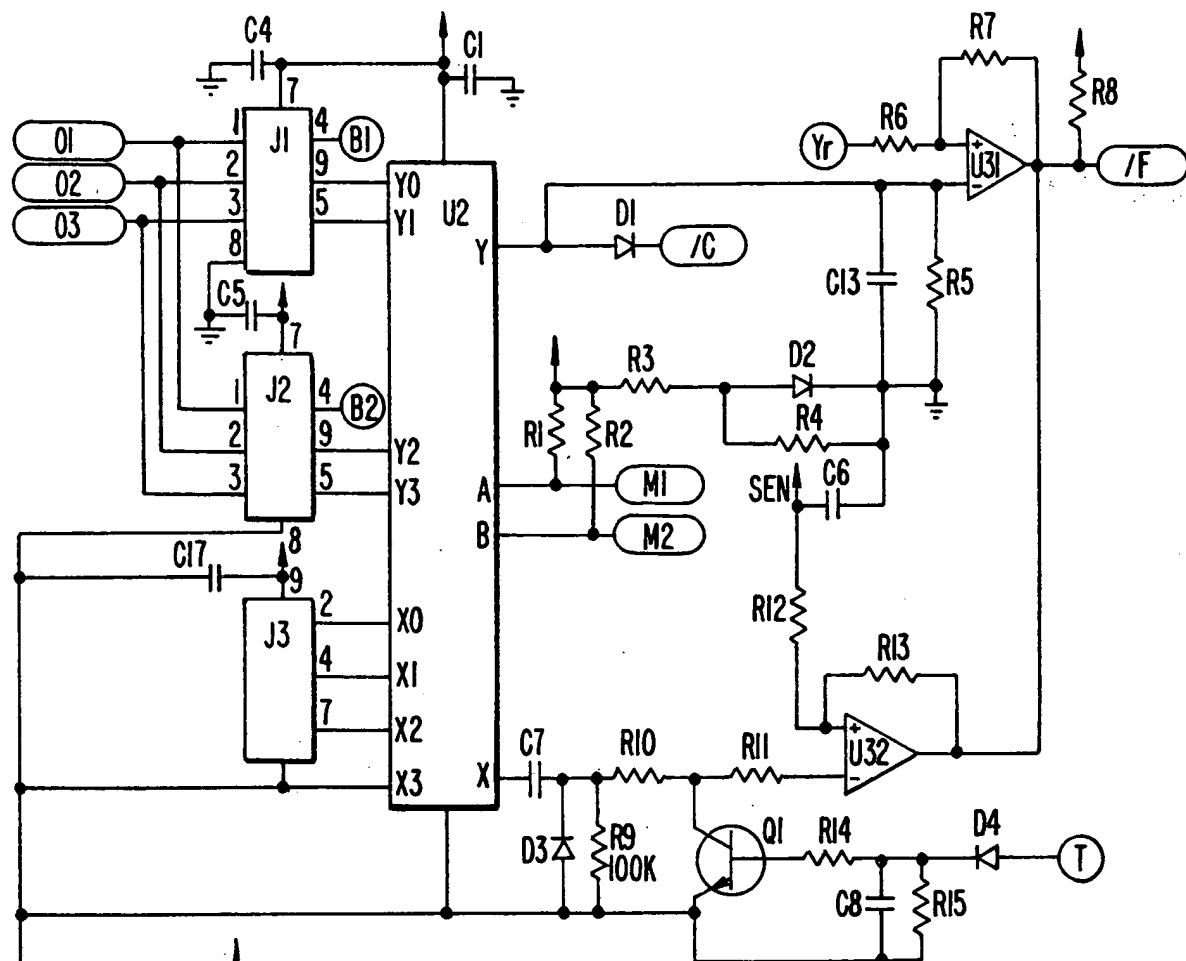 C4
C1
R7
R8
7
01
1
J1
4
B1
R6
Yr
+
U31
-
/F
02
2
9
Y0
U2
03
3
5
Y1
8
Y
D1
/C
C13
R5
C5
7
R3
D2
1
J2
4
B2
R1
R2
R4
2
9
Y2
3
5
Y3
A
M1
SEN
C6
B
M2
8
C17
9
J3
2
X0
R12
4
X1
R13
7
X2
+
U32
-
C7
R10
R11
X3
X
D3
R9
100K
Q1
R14
D4
T
C8
R15